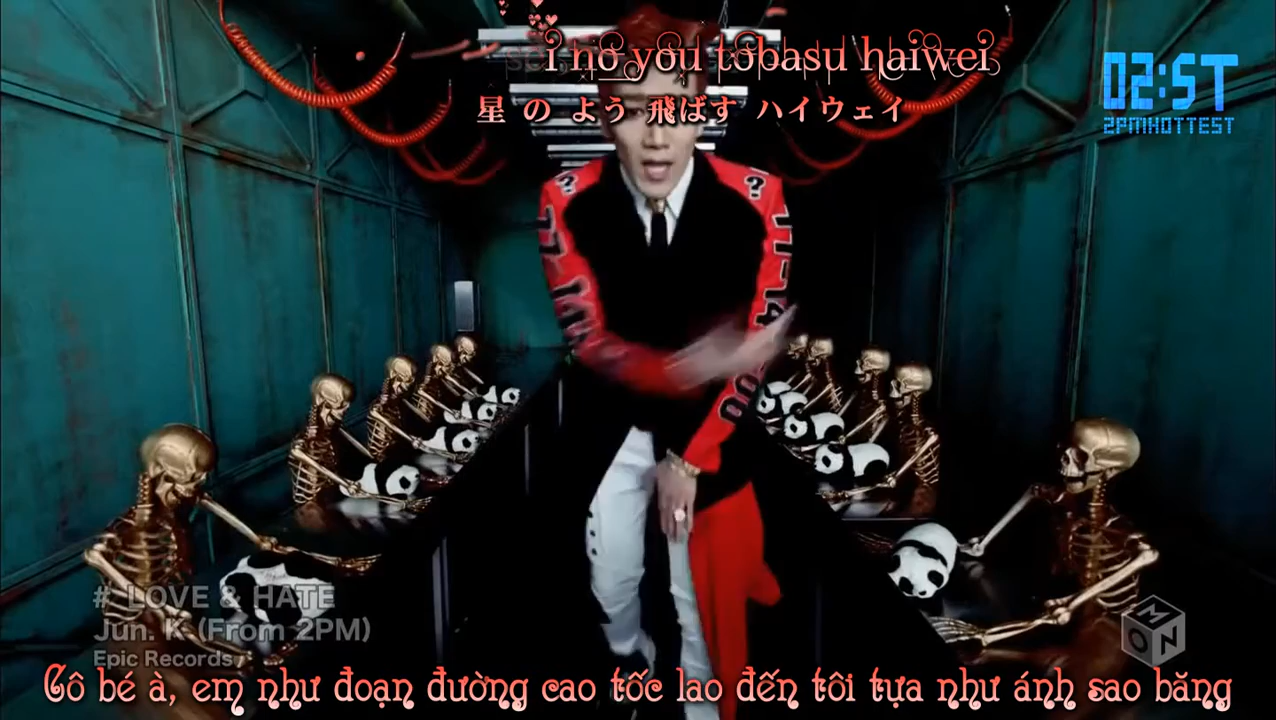 i no you tobasu haiwei
星 の よう 飛ばす ハイウェイ
02:ST
2PMHOTTEST
?
?
# LOVE & HATE
Jun. K (From 2PM)
Epic Records
M
ON
Cô bé à, em như đoạn đường cao tốc lao đến tôi tựa như ánh sao băng